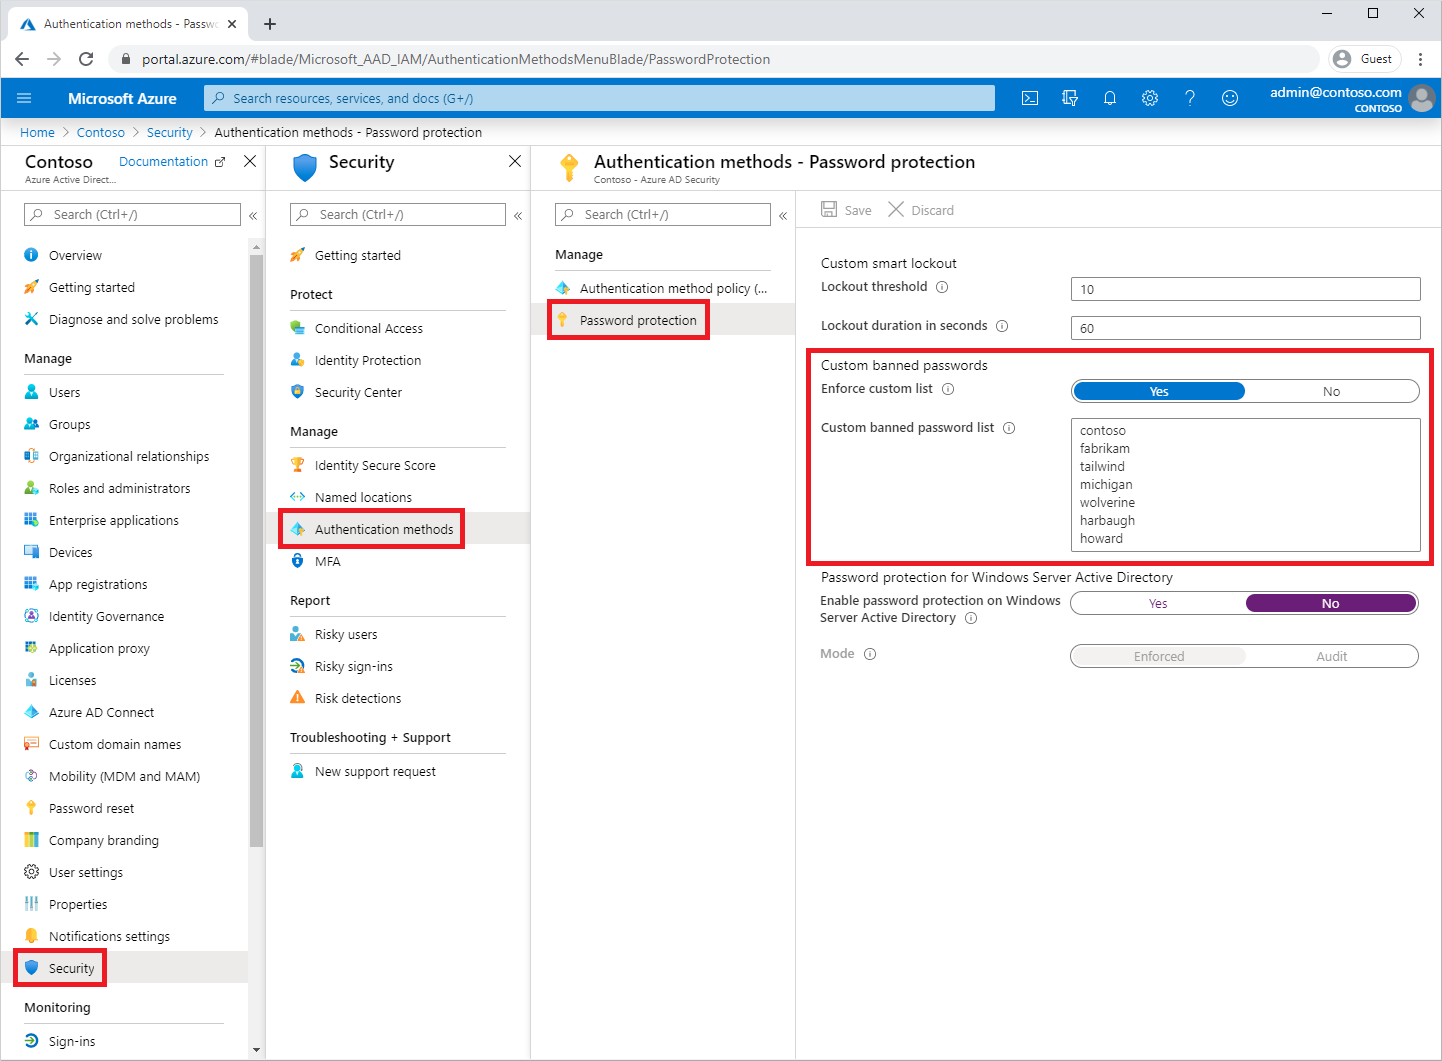 Authentication methods - Passwo
portal.azure.com/#blade/Microsoft_AAD_IAM/AuthenticationMethodsMenuBlade/PasswordProtection
Guest
Microsoft Azure
Search resources, services, and docs (G+/)
admin@contoso.com
CONTOSO
Home > Contoso > Security > Authentication methods - Password protection
Contoso
Documentation
Azure Active Direct...
Search (Ctrl+/)
Overview
Getting started
Diagnose and solve problems
Manage
Users
Groups
Organizational relationships
Roles and administrators
Enterprise applications
Devices
App registrations
Identity Governance
Application proxy
Licenses
Azure AD Connect
Custom domain names
Mobility (MDM and MAM)
Password reset
Company branding
User settings
Properties
Notifications settings
Security
Monitoring
Sign-ins
Security
Search (Ctrl+/)
Getting started
Protect
Conditional Access
Identity Protection
Security Center
Manage
Identity Secure Score
Named locations
Authentication methods
MFA
Report
Risky users
Risky sign-ins
Risk detections
Troubleshooting + Support
New support request
Authentication methods - Password protection
Contoso - Azure AD Security
Search (Ctrl+/)
Manage
Authentication method policy (...
Password protection
Save
Discard
Custom smart lockout
Lockout threshold
10
Lockout duration in seconds
60
Custom banned passwords
Enforce custom list
Yes
No
Custom banned password list
contoso
fabrikam
tailwind
michigan
wolverine
harbaugh
howard
Password protection for Windows Server Active Directory
Enable password protection on Windows
Server Active Directory
Yes
No
Mode
Enforced
Audit